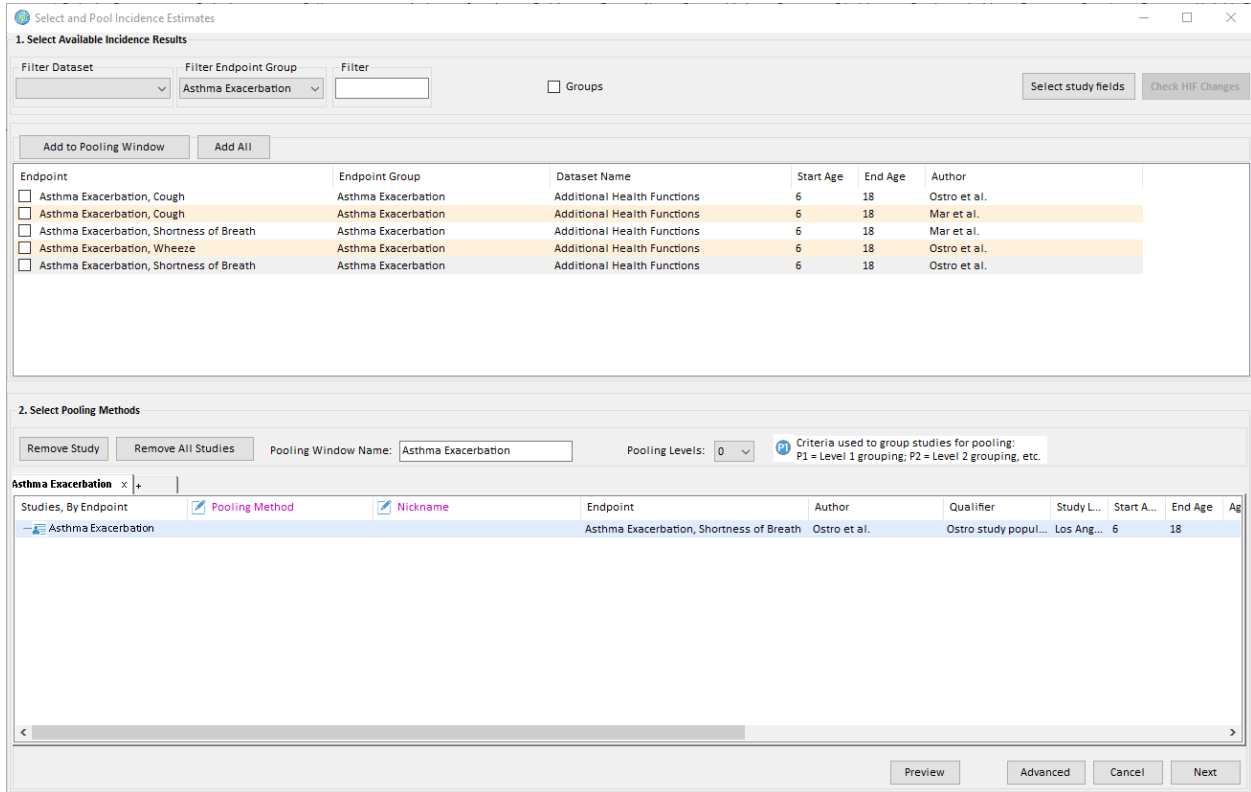 Select and Pool Incidence Estimates
1. Select Available Incidence Results
Filter Dataset Filter Endpoint Group Filter
Asthma Exacerbation Groups Select study fields Check HIF Changes
Add to Pooling Window Add All
Endpoint Endpoint Group Dataset Name Start Age End Age Author
Asthma Exacerbation, Cough Asthma Exacerbation Additional Health Functions 6 18 Ostro et al.
Asthma Exacerbation, Cough Asthma Exacerbation Additional Health Functions 6 18 Mar et al.
Asthma Exacerbation, Shortness of Breath Asthma Exacerbation Additional Health Functions 6 18 Mar et al.
Asthma Exacerbation, Wheeze Asthma Exacerbation Additional Health Functions 6 18 Ostro et al.
Asthma Exacerbation, Shortness of Breath Asthma Exacerbation Additional Health Functions 6 18 Ostro et al.
2. Select Pooling Methods
Remove Study Remove All Studies Pooling Window Name: Asthma Exacerbation Pooling Levels: 0 P1 Criteria used to group studies for pooling:
P1 = Level 1 grouping; P2 = Level 2 grouping, etc.
Asthma Exacerbation x +
Studies, By Endpoint Pooling Method Nickname Endpoint Author Qualifier Study L... Start A... End Age Ag
Asthma Exacerbation Asthma Exacerbation, Shortness of Breath Ostro et al. Ostro study popul... Los Ang... 6 18
Preview Advanced Cancel Next